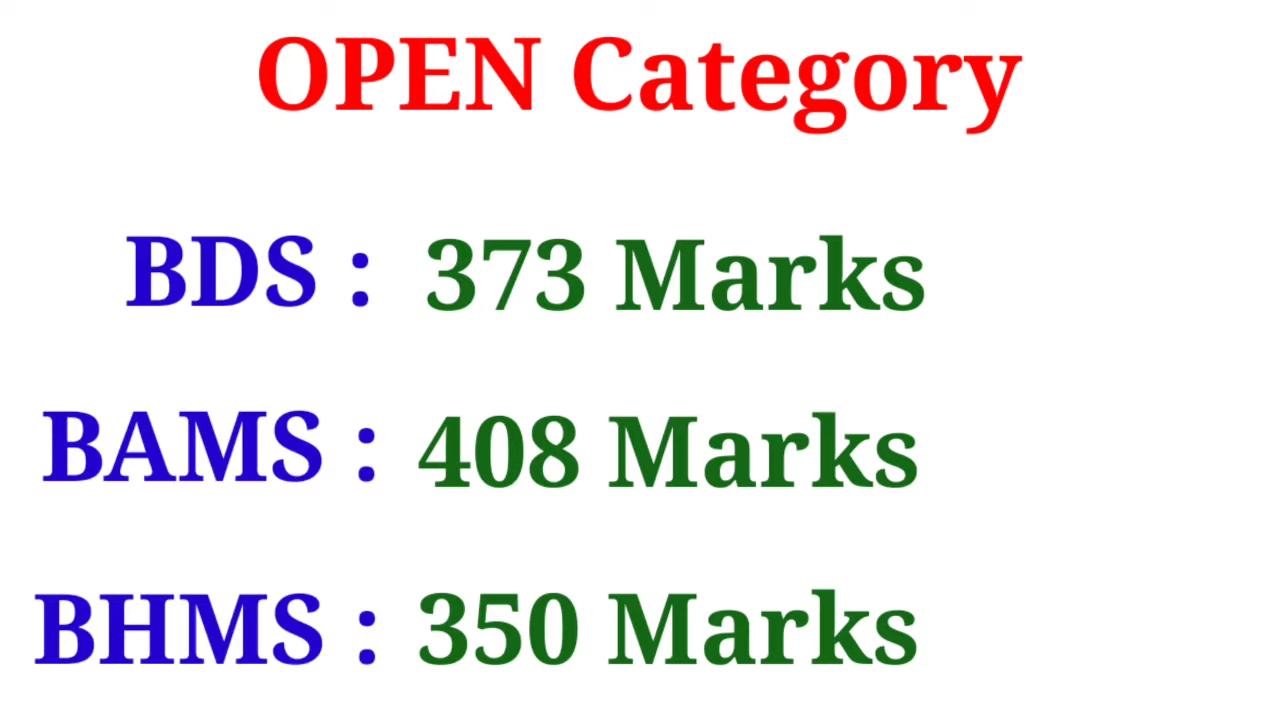 OPEN Category
BDS : 373 Marks
BAMS : 408 Marks
BHMS : 350 Marks